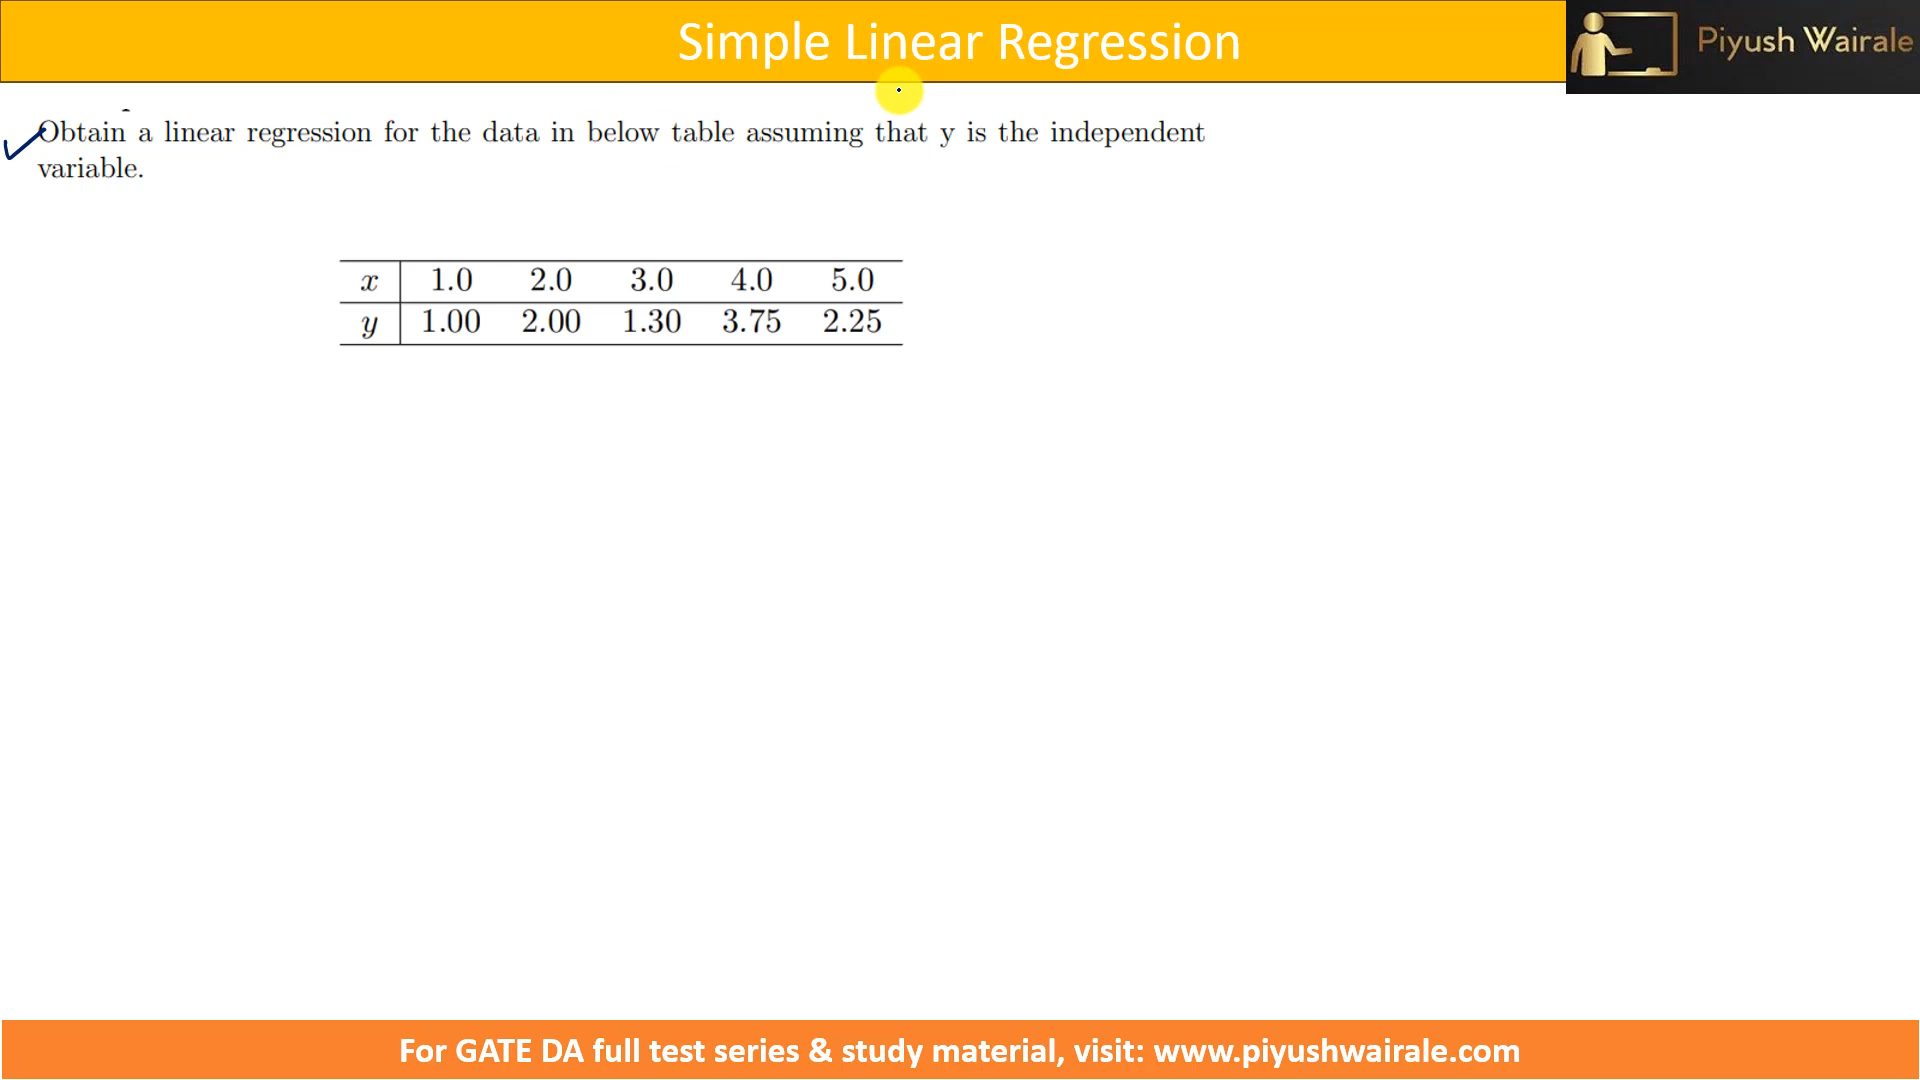 Simple Linear Regression
Piyush Wairale
Obtain a linear regression for the data in below table assuming that y is the independent
variable.
x 1.0 2.0 3.0 4.0 5.0
y 1.00 2.00 1.30 3.75 2.25
For GATE DA full test series & study material, visit: www.piyushwairale.com